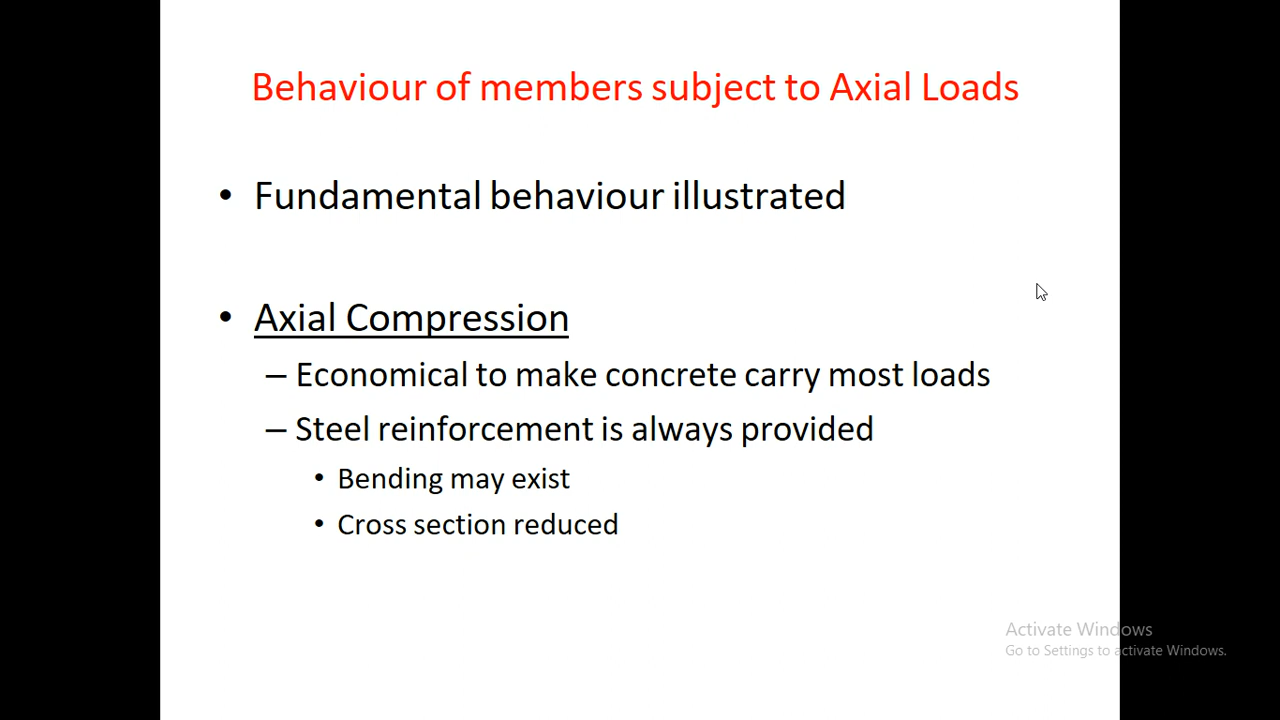 Behaviour of members subject to Axial Loads
• Fundamental behaviour illustrated
• Axial Compression
– Economical to make concrete carry most loads
– Steel reinforcement is always provided
• Bending may exist
• Cross section reduced
Activate Windows
Go to Settings to activate Windows.